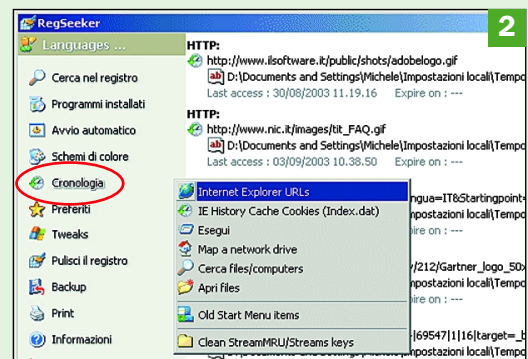 RegSeeker
2
Languages ...
Cerca nel registro
Programmi installati
Avvio automatico
Schemi di colore
Cronologia
Preferiti
Tweaks
Pulisci il registro
Backup
Print
Informazioni
HTTP:
http://www.ilsoftware.it/public/shots/adobelogo.gif
D:\Documents and Settings\Michele\Impostazioni locali\Tempo
Last access : 30/08/2003 11.19.16 Expire on : ---
HTTP:
http://www.nic.it/images/tit_FAQ.gif
D:\Documents and Settings\Michele\Impostazioni locali\Tempo
Last access : 03/09/2003 10.38.50 Expire on : ---
ngua=IT&Startingpoint=
mpostazioni locali\Tempo
pire on : ---
/212/Gartner_logo_50x
mpostazioni locali\Tempo
ire on : ---
|69547|1|16|target=_b
Internet Explorer URLs
IE History Cache Cookies (Index.dat)
Esegui
Map a network drive
Cerca files/computers
Apri files
Old Start Menu items
Clean StreamMRU/Streams keys